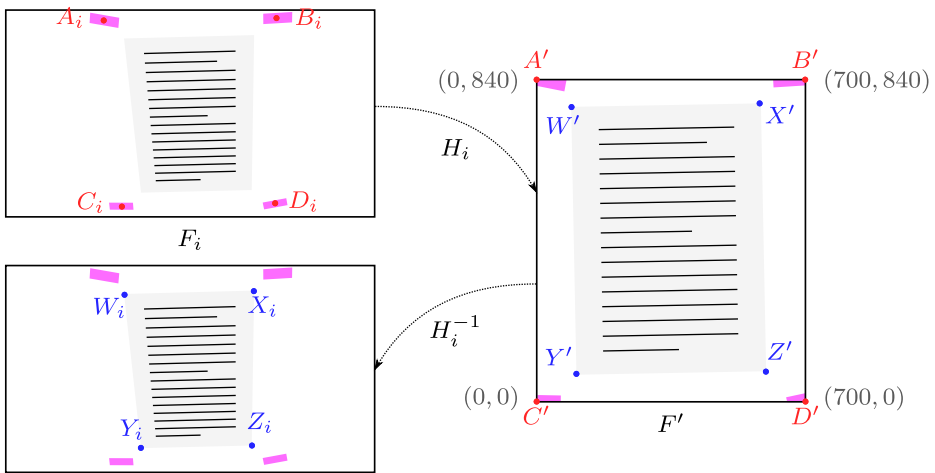 A_i B_i
C_i D_i
F_i
W_i X_i
Y_i Z_i
H_i
H_i^{-1}
A′ B′
(0, 840) (700, 840)
W′ X′
Y′ Z′
(0, 0) (700, 0)
C′ D′
F′